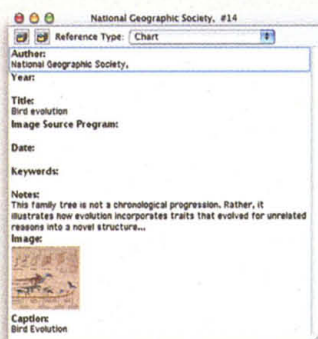 National Geographic Society, #14
Reference Type: Chart
Author:
National Geographic Society,
Year:
Title:
Bird evolution
Image Source Program:
Date:
Keywords:
Notes:
This family tree is not a chronological progression. Rather, it
illustrates how evolution incorporates traits that evolved for unrelated
reasons into a novel structure...
Image:
Caption:
Bird Evolution